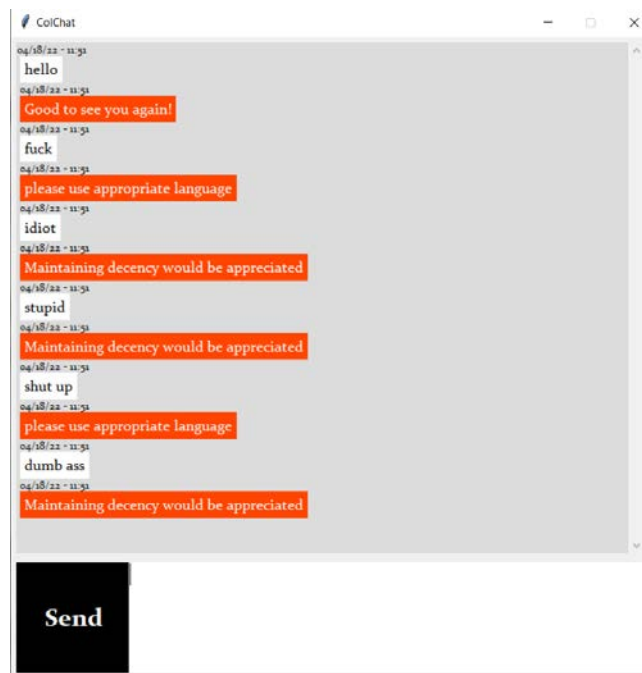 ColChat
04/18/22 - 11:51
hello
04/18/22 - 11:51
Good to see you again!
04/18/22 - 11:51
fuck
04/18/22 - 11:51
please use appropriate language
04/18/22 - 11:51
idiot
04/18/22 - 11:51
Maintaining decency would be appreciated
04/18/22 - 11:51
stupid
04/18/22 - 11:51
Maintaining decency would be appreciated
04/18/22 - 11:51
shut up
04/18/22 - 11:51
please use appropriate language
04/18/22 - 11:51
dumb ass
04/18/22 - 11:51
Maintaining decency would be appreciated
Send